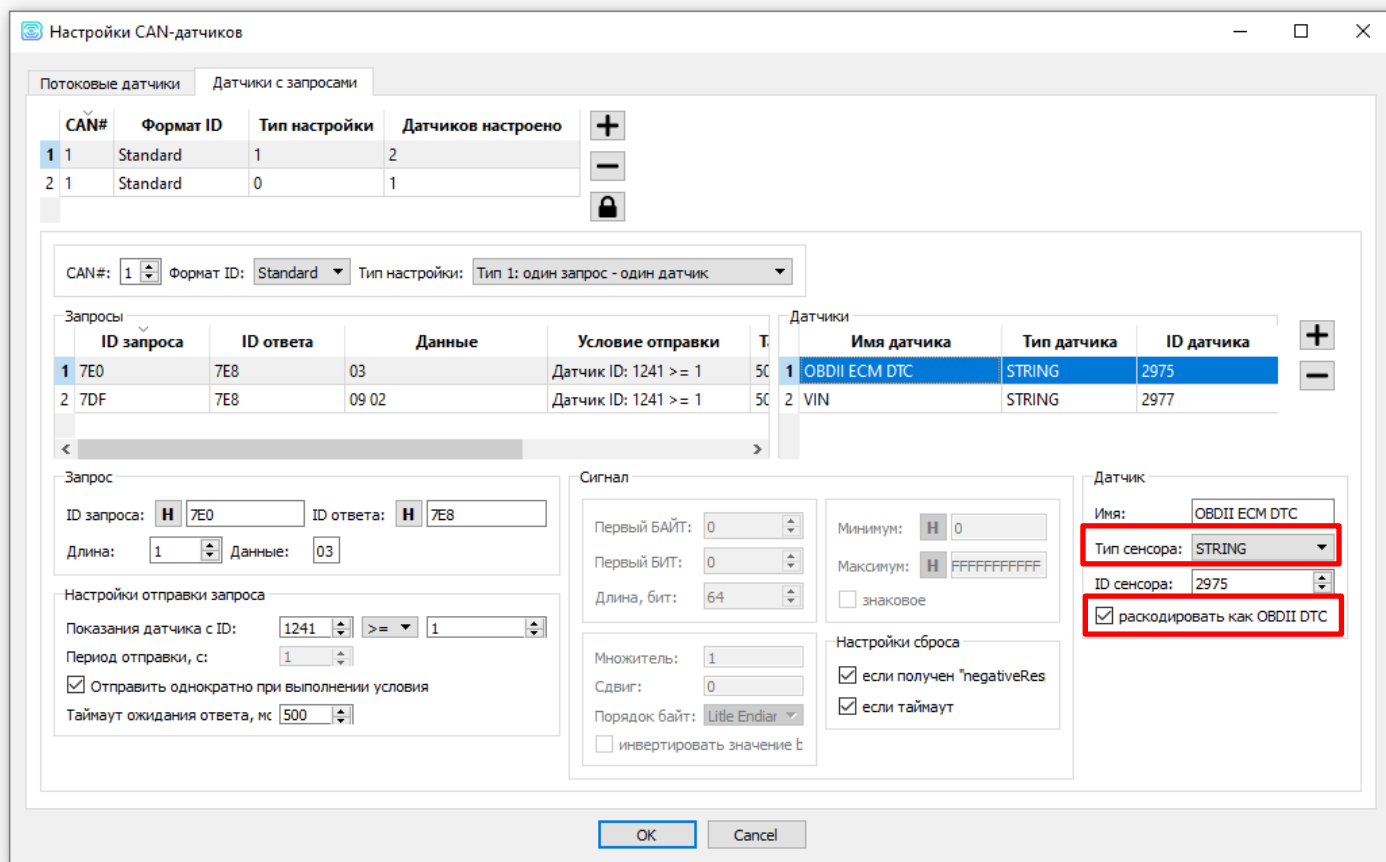 Настройки CAN-датчиков
Потоковые датчики Датчики с запросами
CAN# Формат ID Тип настройки Датчиков настроено
1 1 Standard 1 2
2 1 Standard 0 1
CAN#: 1 Формат ID: Standard Тип настройки: Тип 1: один запрос - один датчик
Запросы
ID запроса ID ответа Данные Условие отправки Та
1 7E0 7E8 03 Датчик ID: 1241 >= 1 50
2 7DF 7E8 09 02 Датчик ID: 1241 >= 1 50
Датчики
Имя датчика Тип датчика ID датчика
1 OBDII ECM DTC STRING 2975
2 VIN STRING 2977
Запрос
ID запроса: H 7E0 ID ответа: H 7E8
Длина: 1 Данные: 03
Настройки отправки запроса
Показания датчика с ID: 1241 >= 1
Период отправки, с: 1
Отправить однократно при выполнении условия
Таймаут ожидания ответа, мс 500
Сигнал
Первый БАЙТ: 0
Первый БИТ: 0
Длина, бит: 64
Минимум: H 0
Максимум: H FFFFFFFFFFF
знаковое
Множитель: 1
Сдвиг: 0
Порядок байт: Litle Endiar
инвертировать значение b
Настройки сброса
если получен "negativeRes
если таймаут
Датчик
Имя: OBDII ECM DTC
Тип сенсора: STRING
ID сенсора: 2975
раскодировать как OBDII DTC
OK Cancel